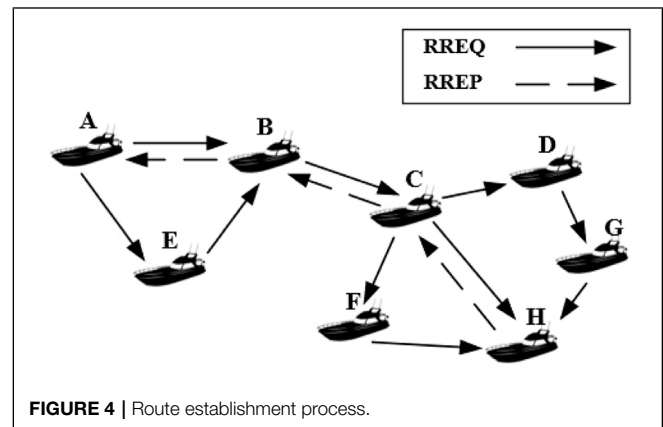 RREQ
RREP
A
B
D
C
E
G
F
H
FIGURE 4 | Route establishment process.